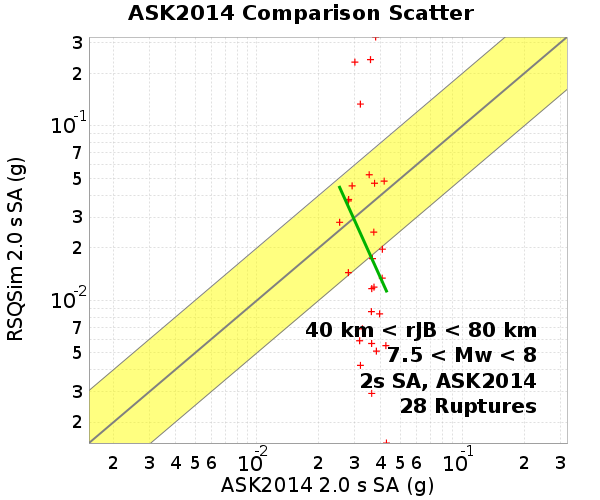 ASK2014 Comparison Scatter
RSQSim 2.0 s SA (g)
3
2
10-1
7
5
3
2
10-2
7
5
3
2
40 km < rJB < 80 km
7.5 < Mw < 8
2s SA, ASK2014
28 Ruptures
2 3 4 5 6 10-2 2 3 4 5 6 10-1 2 3
ASK2014 2.0 s SA (g)